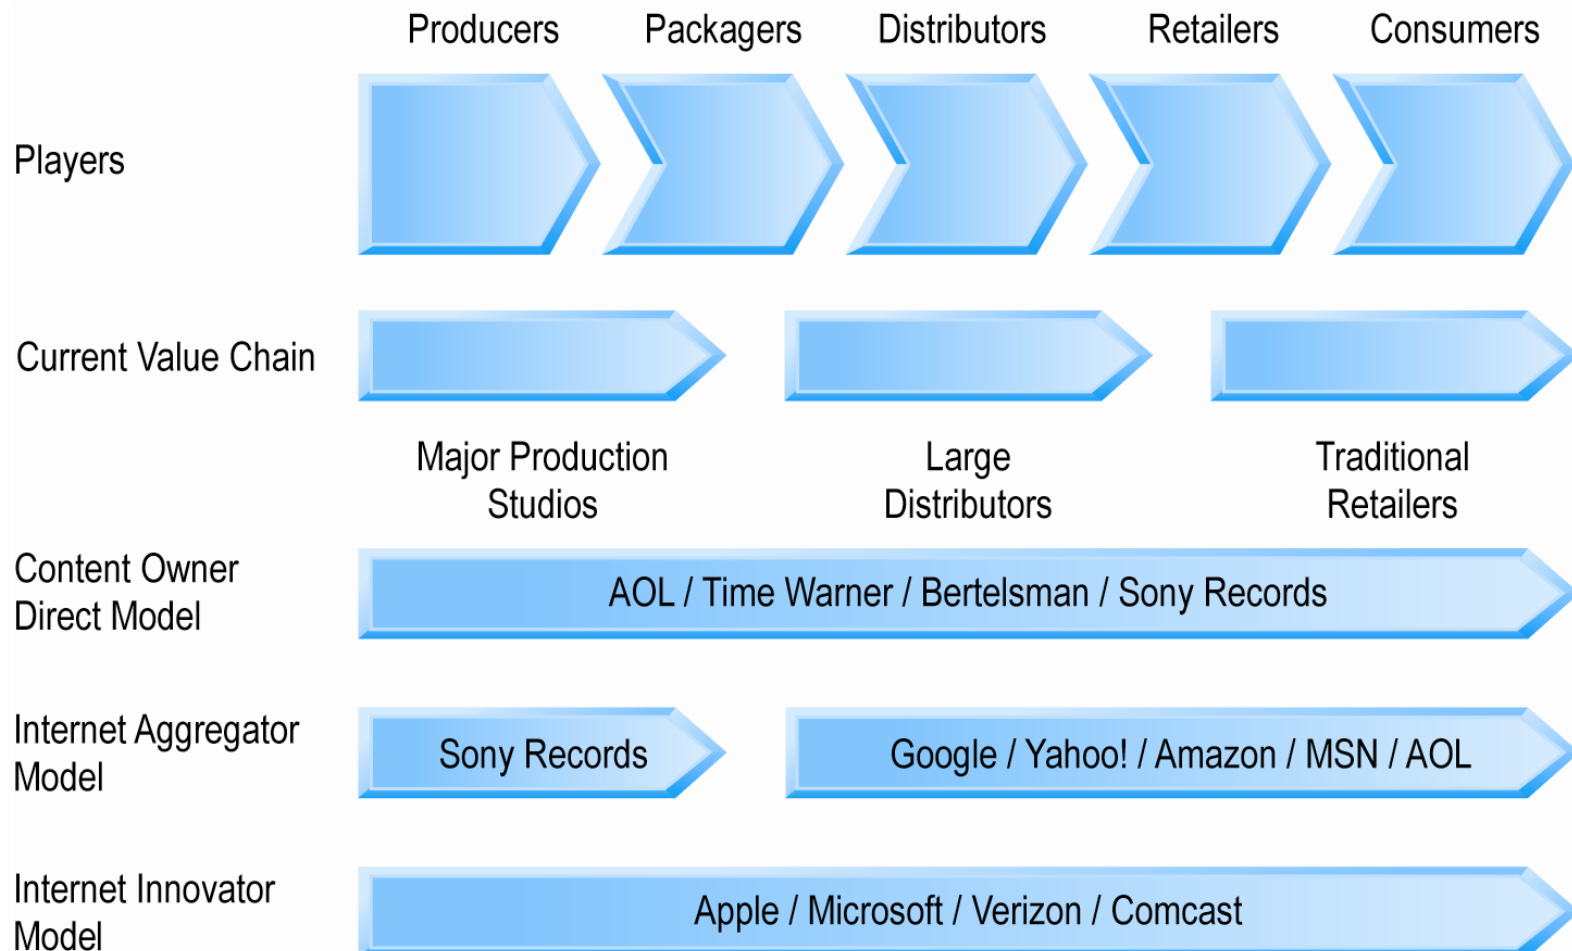 Producers Packagers Distributors Retailers Consumers
Players
Current Value Chain
Major Production
Studios
Large
Distributors
Traditional
Retailers
Content Owner
Direct Model
AOL / Time Warner / Bertelsman / Sony Records
Internet Aggregator
Model
Sony Records
Google / Yahoo! / Amazon / MSN / AOL
Internet Innovator
Model
Apple / Microsoft / Verizon / Comcast